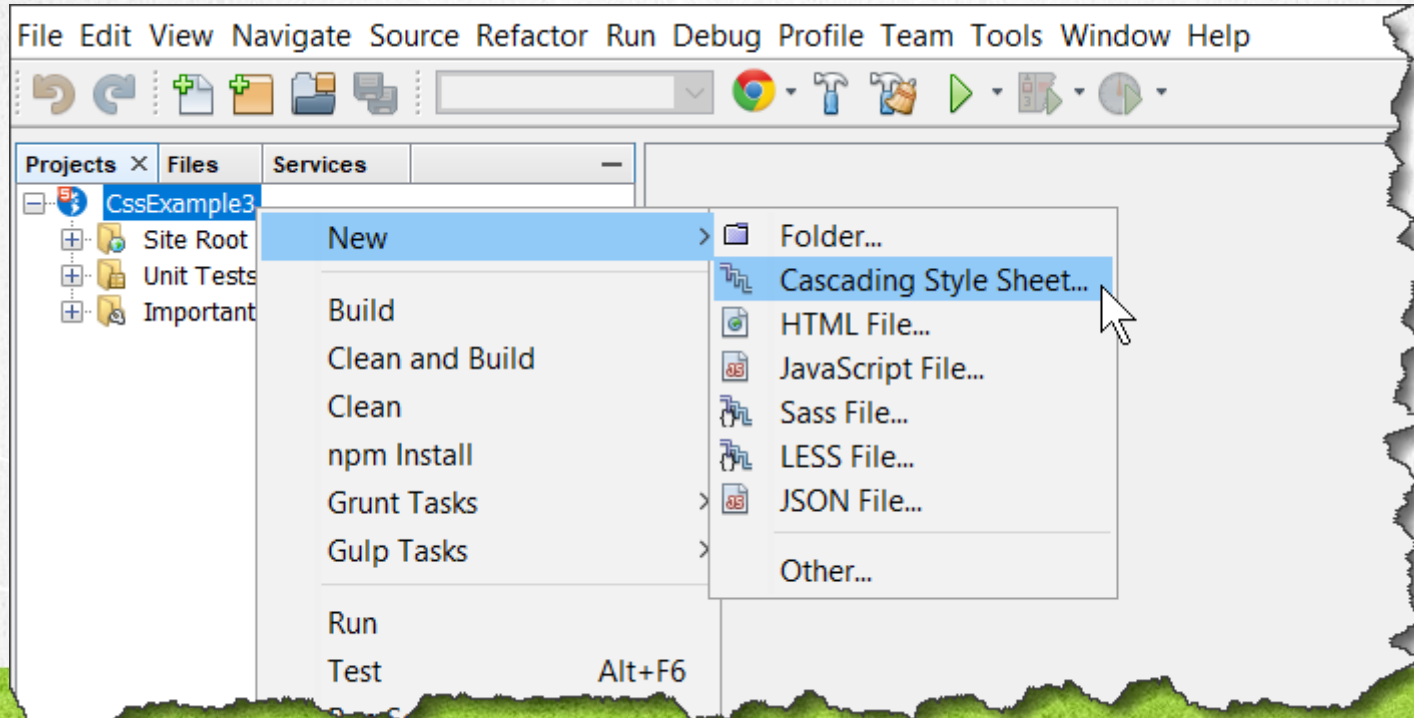 File Edit View Navigate Source Refactor Run Debug Profile Team Tools Window Help
Projects Files Services
CssExample3
Site Root
Unit Tests
Important
New
Build
Clean and Build
Clean
npm Install
Grunt Tasks
Gulp Tasks
Run
Test Alt+F6
Folder...
Cascading Style Sheet...
HTML File...
JavaScript File...
Sass File...
LESS File...
JSON File...
Other...